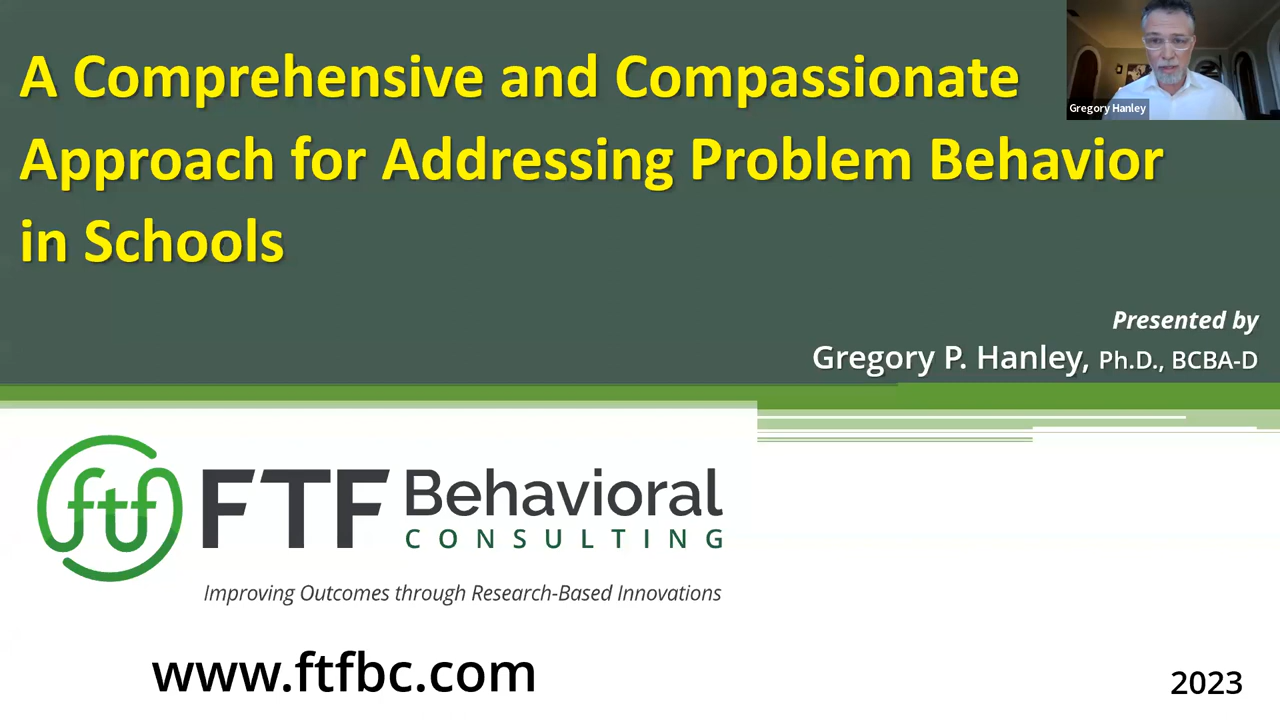 A Comprehensive and Compassionate
Approach for Addressing Problem Behavior
in Schools
Gregory Hanley
Presented by
Gregory P. Hanley, Ph.D., BCBA-D
ftf
FTF Behavioral
CONSULTING
Improving Outcomes through Research-Based Innovations
www.ftfbc.com
2023